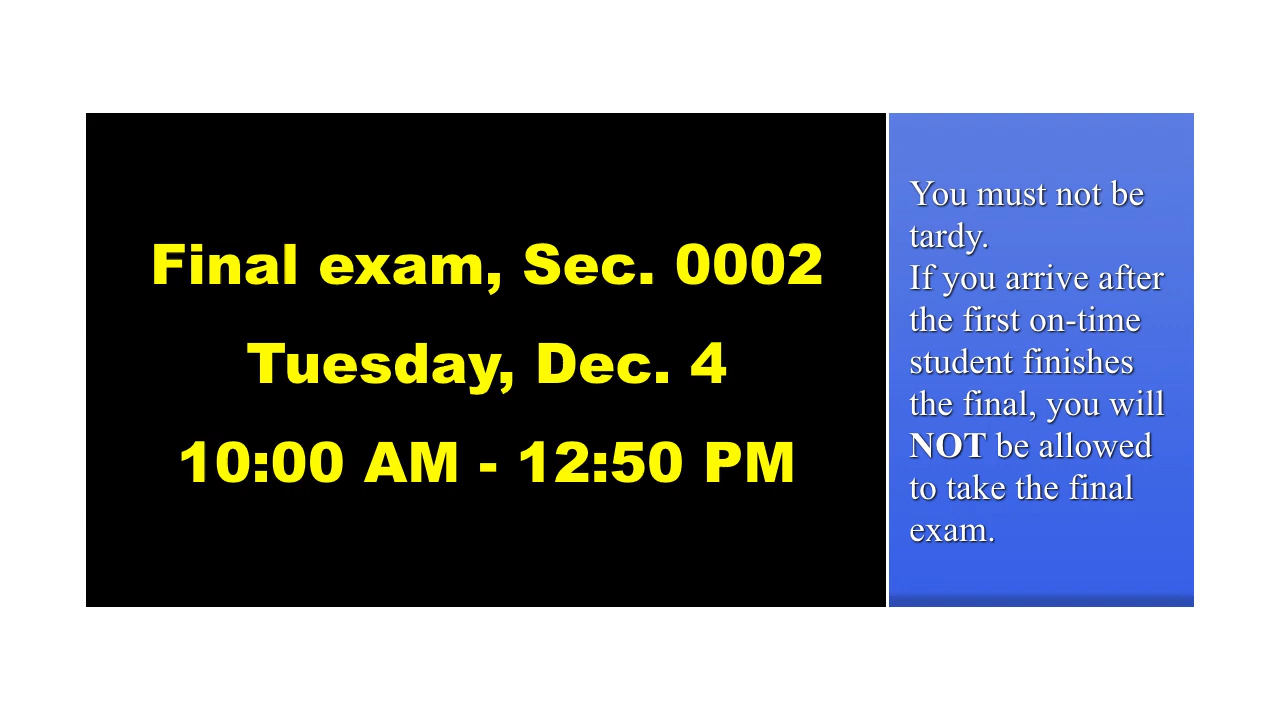 Final exam, Sec. 0002
Tuesday, Dec. 4
10:00 AM - 12:50 PM
You must not be
tardy.
If you arrive after
the first on-time
student finishes
the final, you will
NOT be allowed
to take the final
exam.